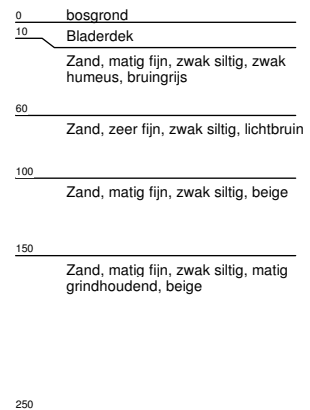 0 bosgrond
10 Bladerdek
Zand, matig fijn, zwak siltig, zwak
humeus, bruingrijs
60
Zand, zeer fijn, zwak siltig, lichtbruin
100
Zand, matig fijn, zwak siltig, beige
150
Zand, matig fijn, zwak siltig, matig
grindhoudend, beige
250